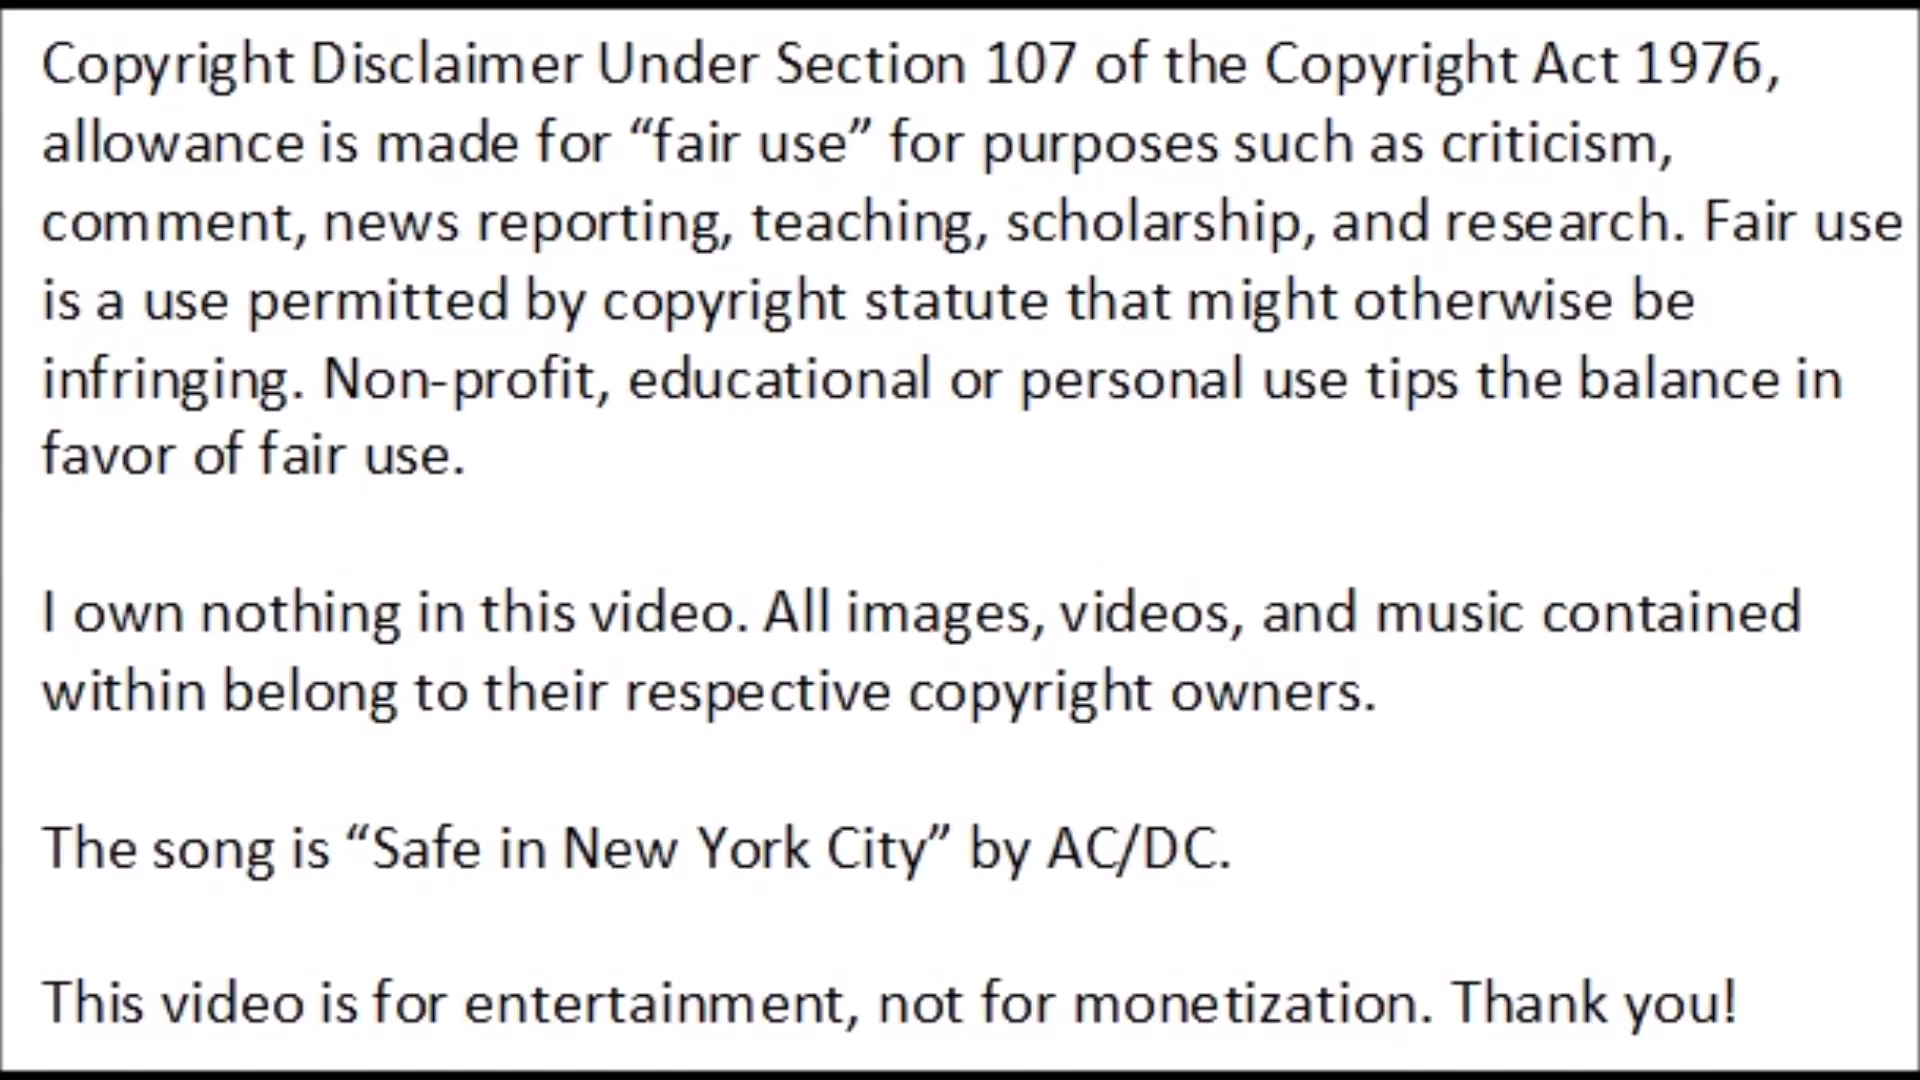 Copyright Disclaimer Under Section 107 of the Copyright Act 1976,
allowance is made for “fair use” for purposes such as criticism,
comment, news reporting, teaching, scholarship, and research. Fair use
is a use permitted by copyright statute that might otherwise be
infringing. Non-profit, educational or personal use tips the balance in
favor of fair use.
I own nothing in this video. All images, videos, and music contained
within belong to their respective copyright owners.
The song is “Safe in New York City” by AC/DC.
This video is for entertainment, not for monetization. Thank you!